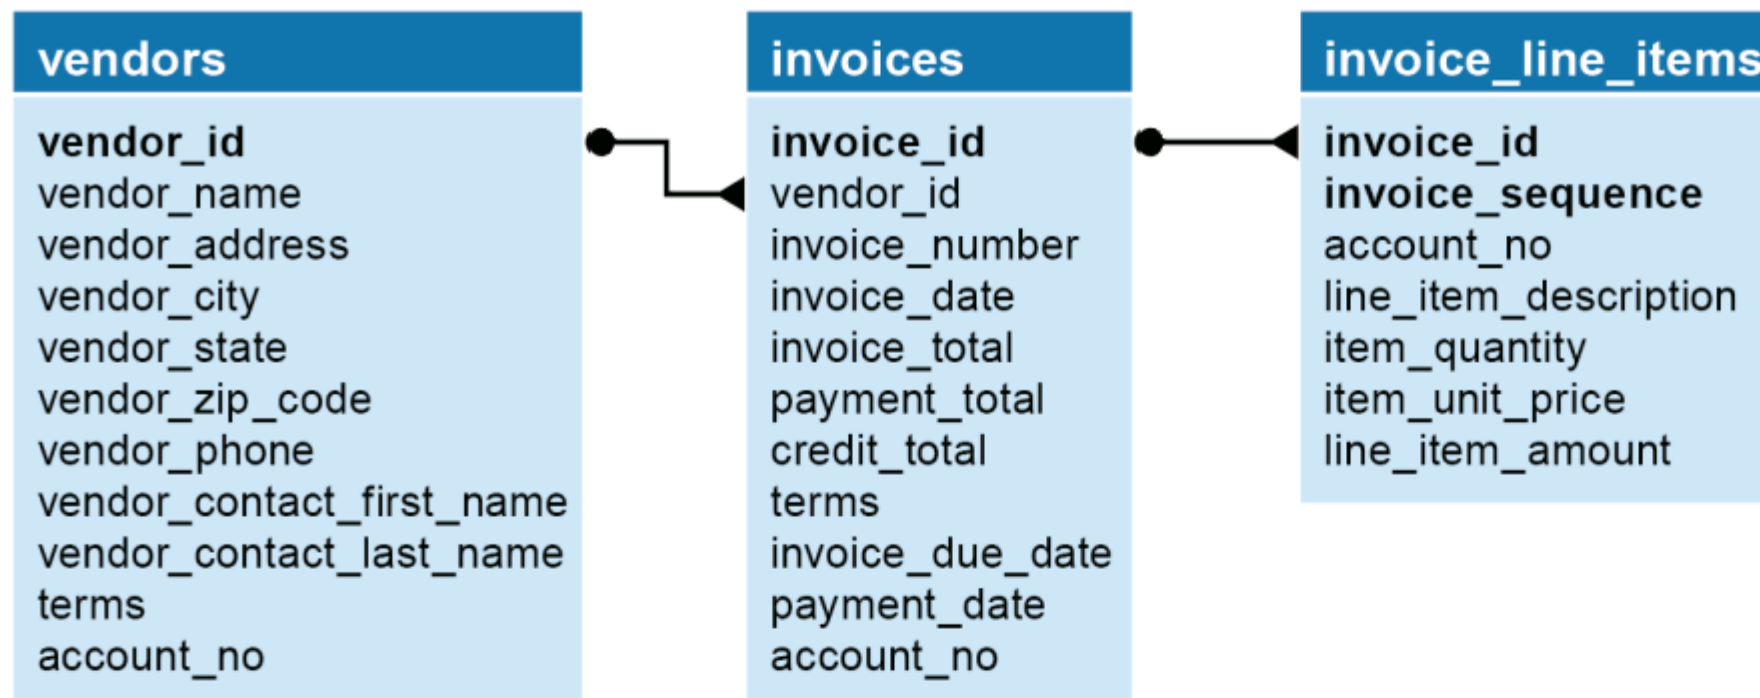 vendors
vendor_id
vendor_name
vendor_address
vendor_city
vendor_state
vendor_zip_code
vendor_phone
vendor_contact_first_name
vendor_contact_last_name
terms
account_no
invoices
invoice_id
vendor_id
invoice_number
invoice_date
invoice_total
payment_total
credit_total
terms
invoice_due_date
payment_date
account_no
invoice_line_items
invoice_id
invoice_sequence
account_no
line_item_description
item_quantity
item_unit_price
line_item_amount